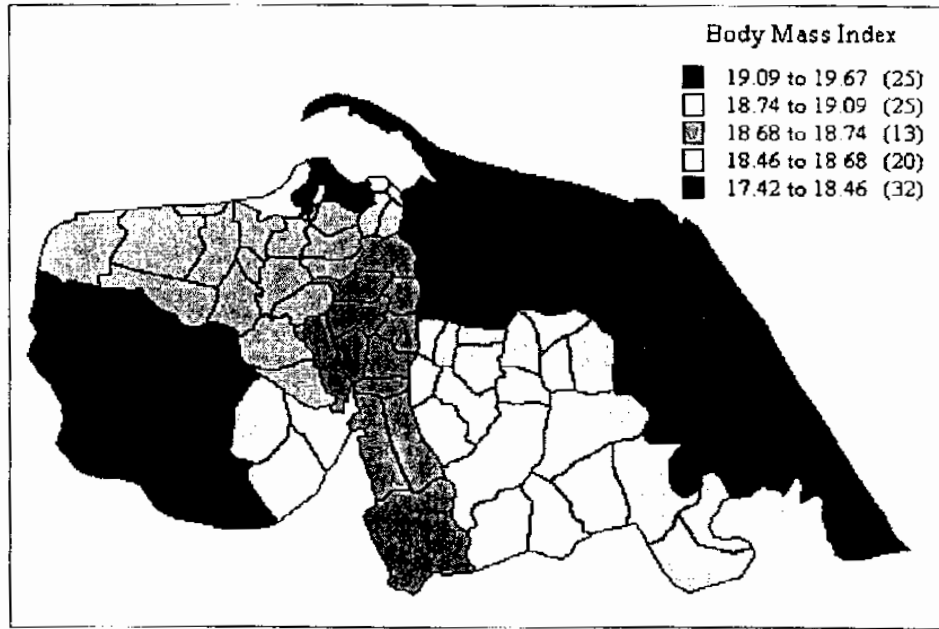 Body Mass Index
19.09 to 19.67 (25)
18.74 to 19.09 (25)
18 68 to 18.74 (13)
18.46 to 18.68 (20)
17.42 to 18.46 (32)